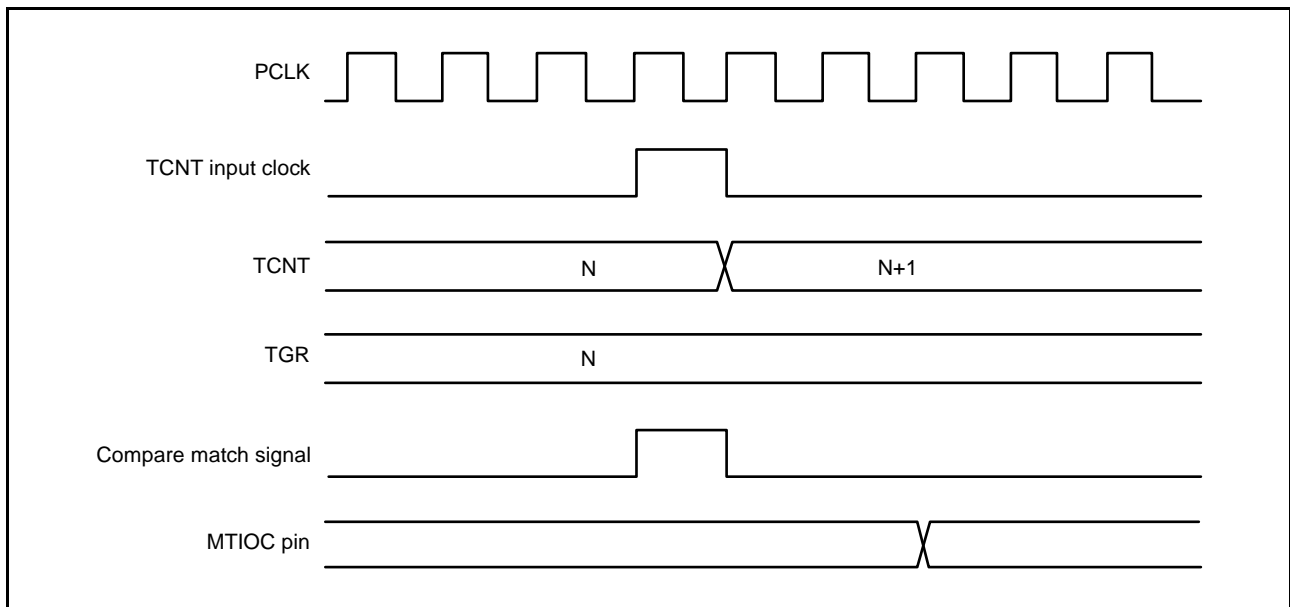 PCLK
TCNT input clock
TCNT
N
N+1
TGR
N
Compare match signal
MTIOC pin